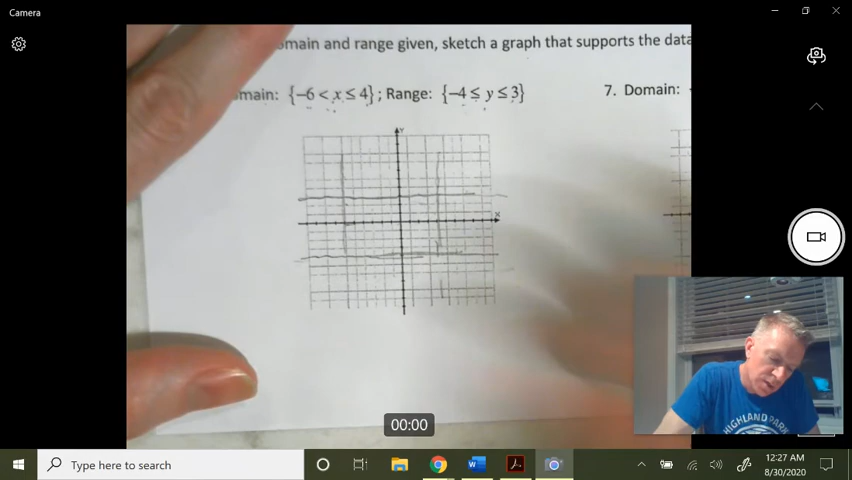 Camera
main and range given, sketch a graph that supports the data
main: {−6 < x ≤ 4} ; Range: {−4 ≤ y ≤ 3}
7. Domain:
Y
X
00:00
HIGHLAND PARK
Type here to search
12:27 AM
8/30/2020